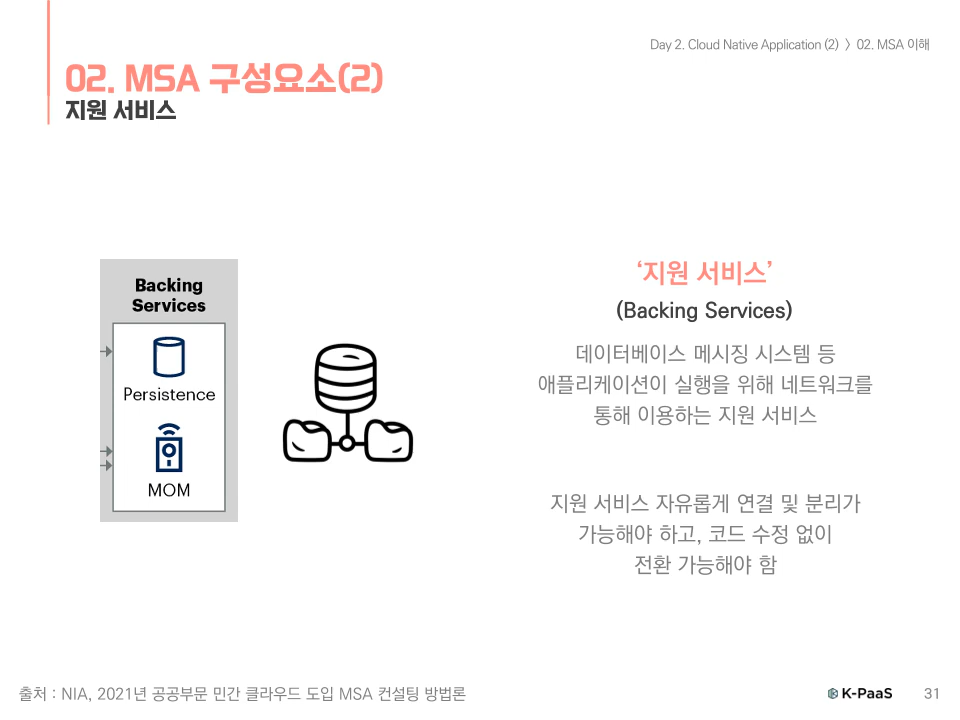 Day 2. Cloud Native Application (2) 〉 02. MSA 이해
02. MSA 구성요소(2)
지원 서비스
Backing
Services
Persistence
MOM
‘지원 서비스’
(Backing Services)
데이터베이스 메시징 시스템 등
애플리케이션이 실행을 위해 네트워크를
통해 이용하는 지원 서비스
지원 서비스 자유롭게 연결 및 분리가
가능해야 하고, 코드 수정 없이
전환 가능해야 함
출처 : NIA, 2021년 공공부문 민간 클라우드 도입 MSA 컨설팅 방법론
K-PaaS
31